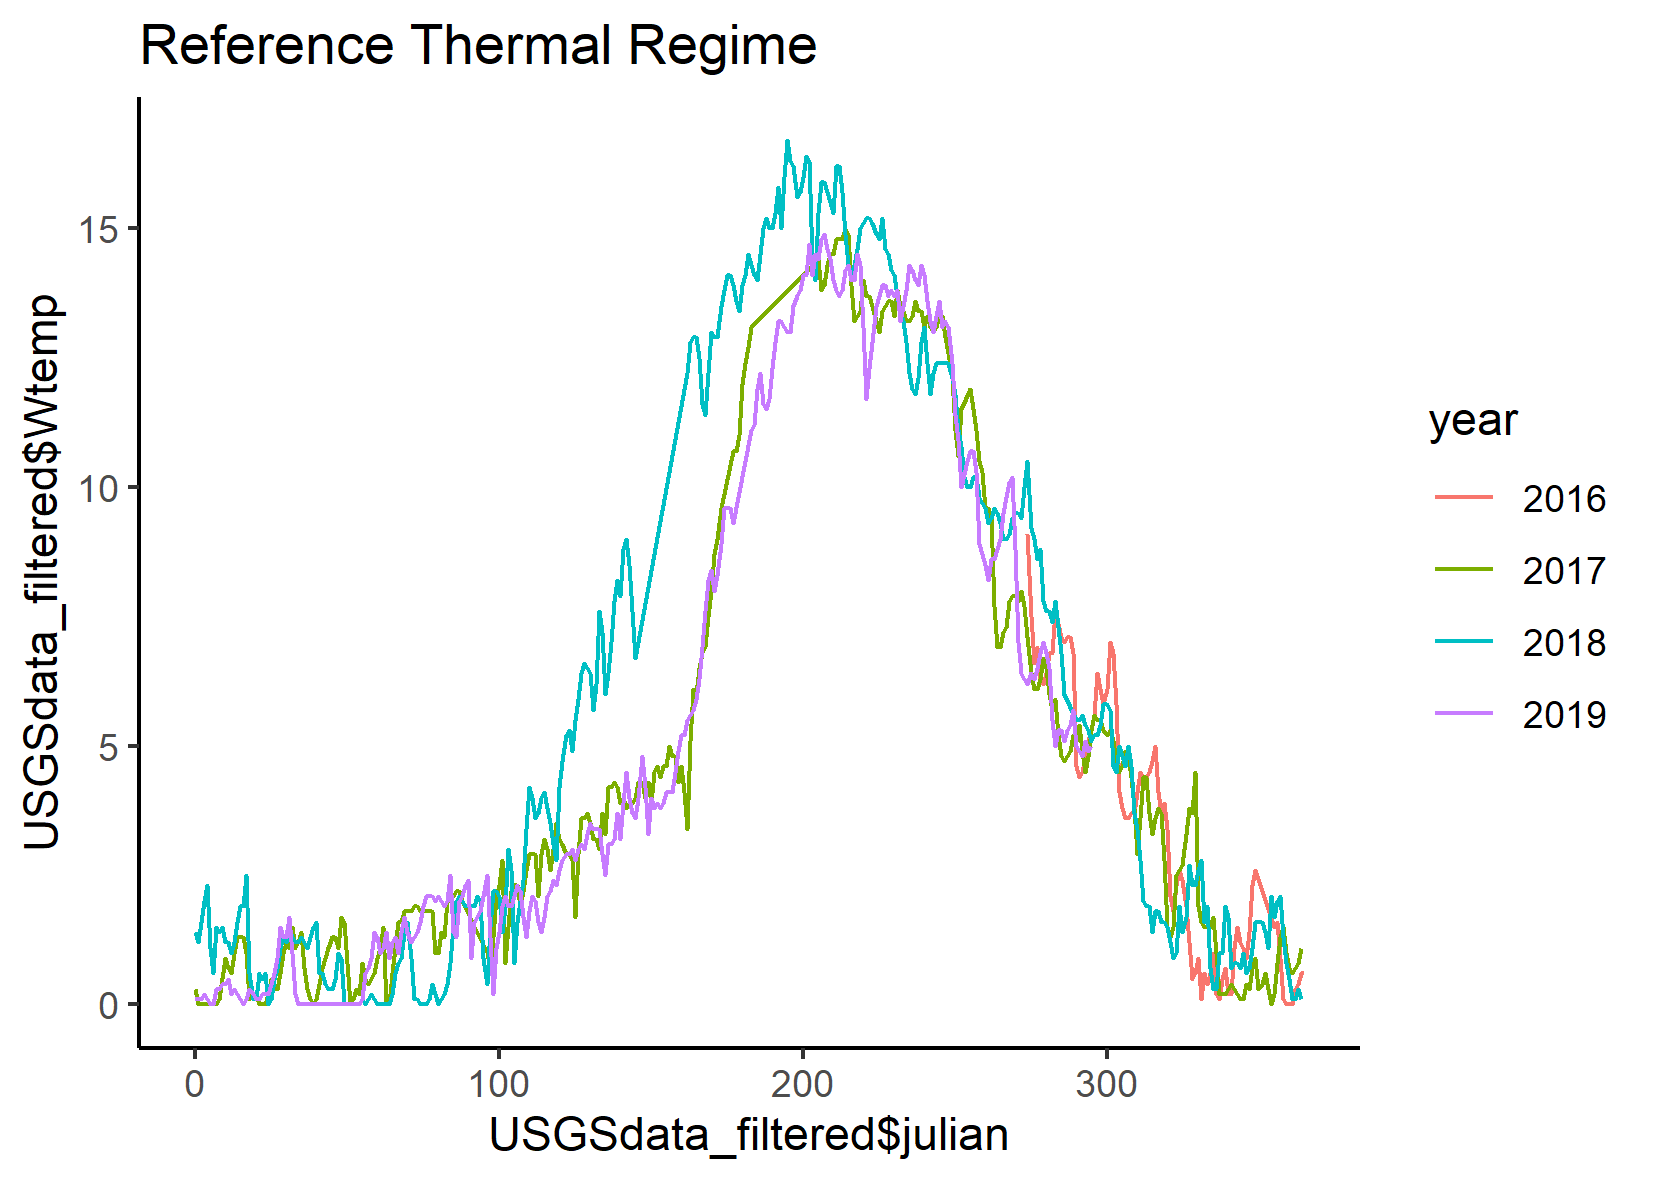 Reference Thermal Regime
USGSdata_filtered$Wtemp
15
10
5
0
0 100 200 300
USGSdata_filtered$julian
year
2016
2017
2018
2019